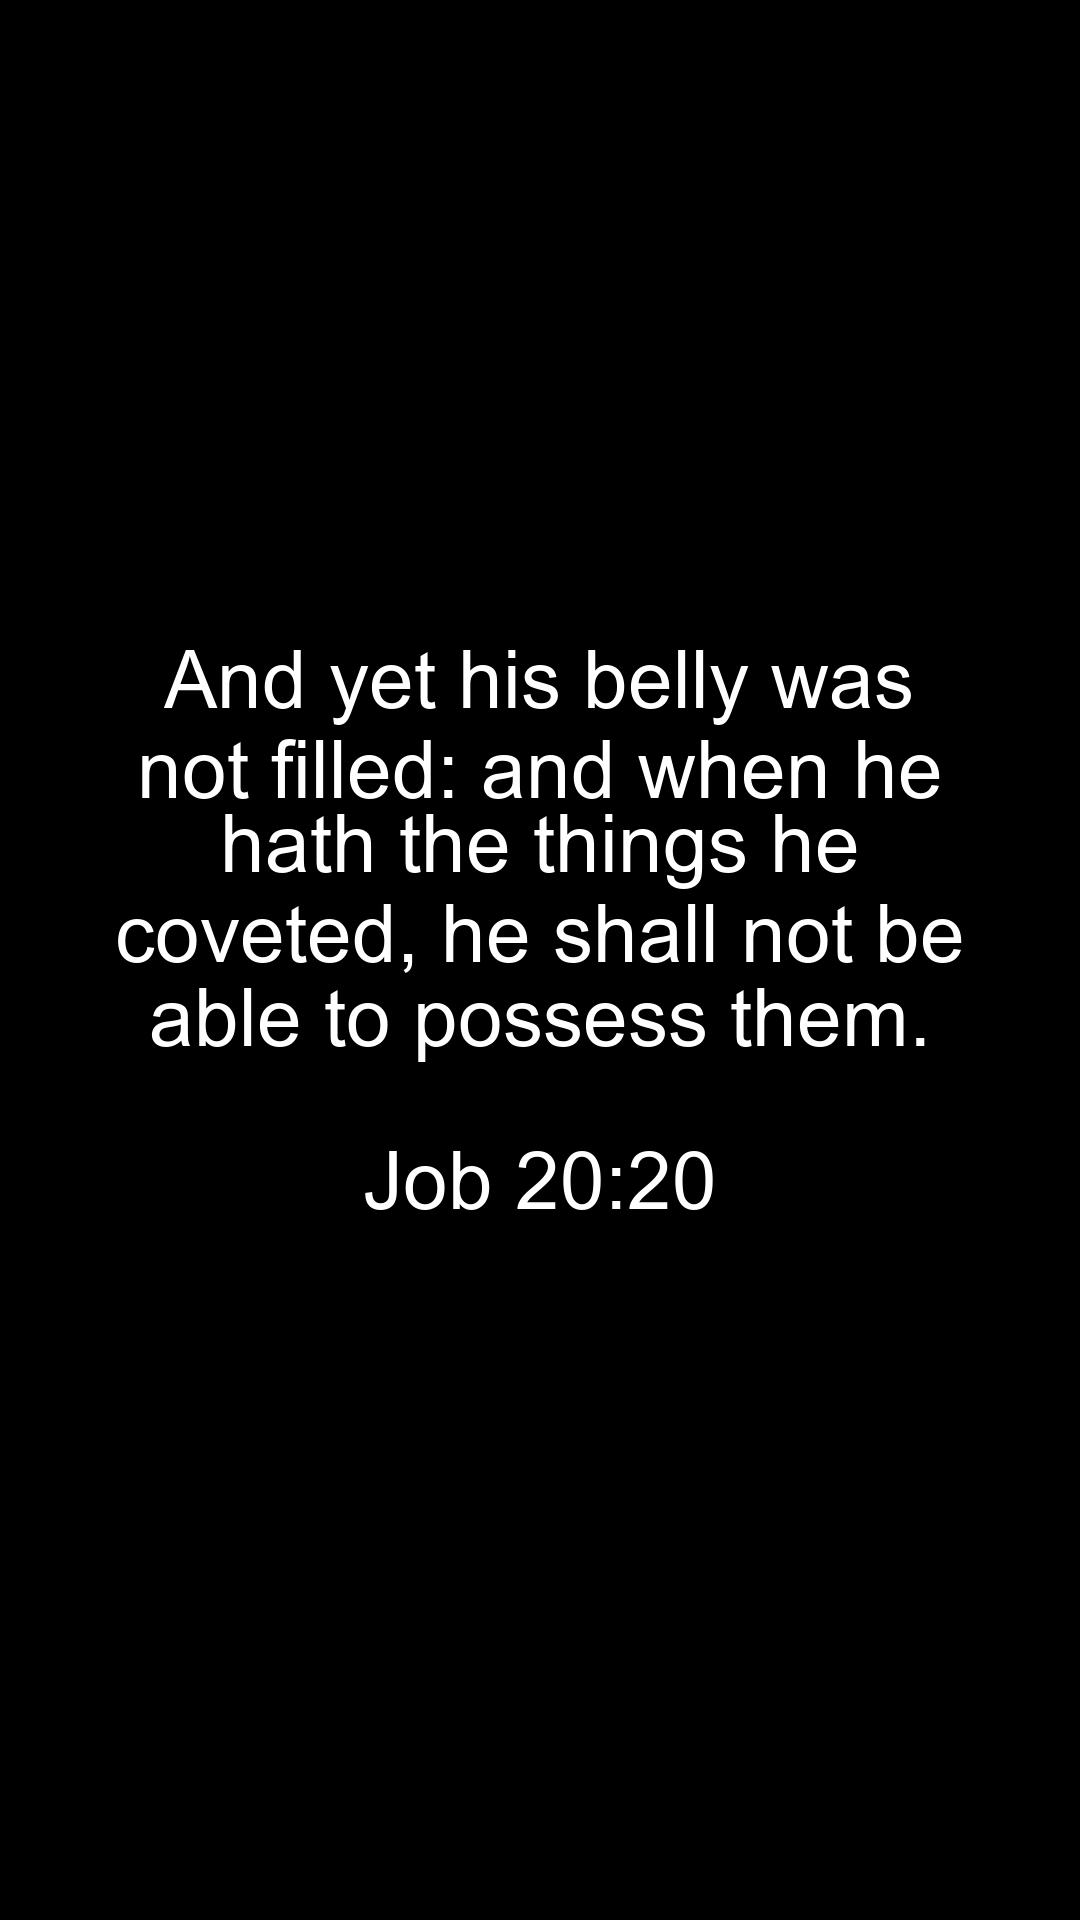 And yet his belly was
not filled: and when he
hath the things he
coveted, he shall not be
able to possess them.
Job 20:20